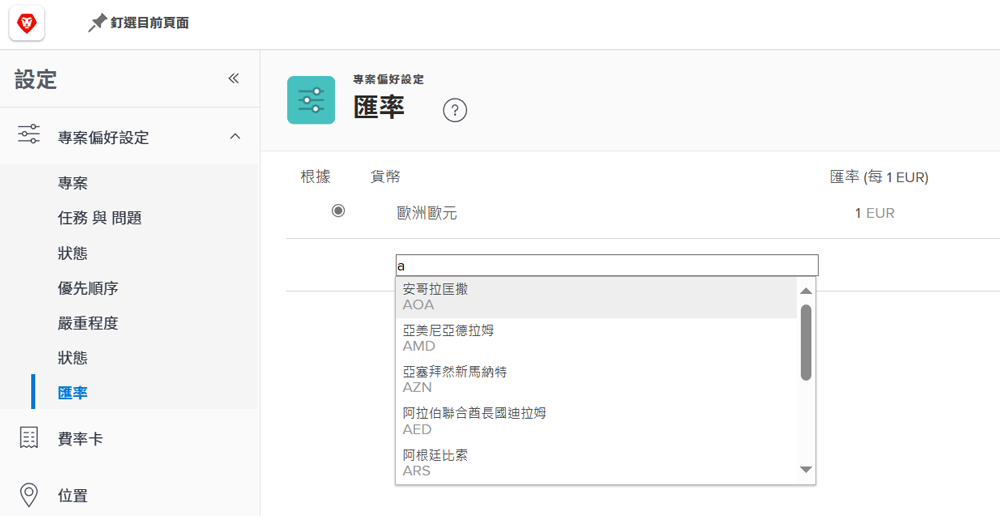 釘選目前頁面
設定
專案偏好設定
專案
任務 與 問題
狀態
優先順序
嚴重程度
狀態
匯率
費率卡
位置
專案偏好設定
匯率
?
根據 貨幣 匯率 (每 1 EUR)
歐洲歐元 1 EUR
a
安哥拉匡撒
AOA
亞美尼亞德拉姆
AMD
亞塞拜然新馬納特
AZN
阿拉伯聯合酋長國迪拉姆
AED
阿根廷比索
ARS